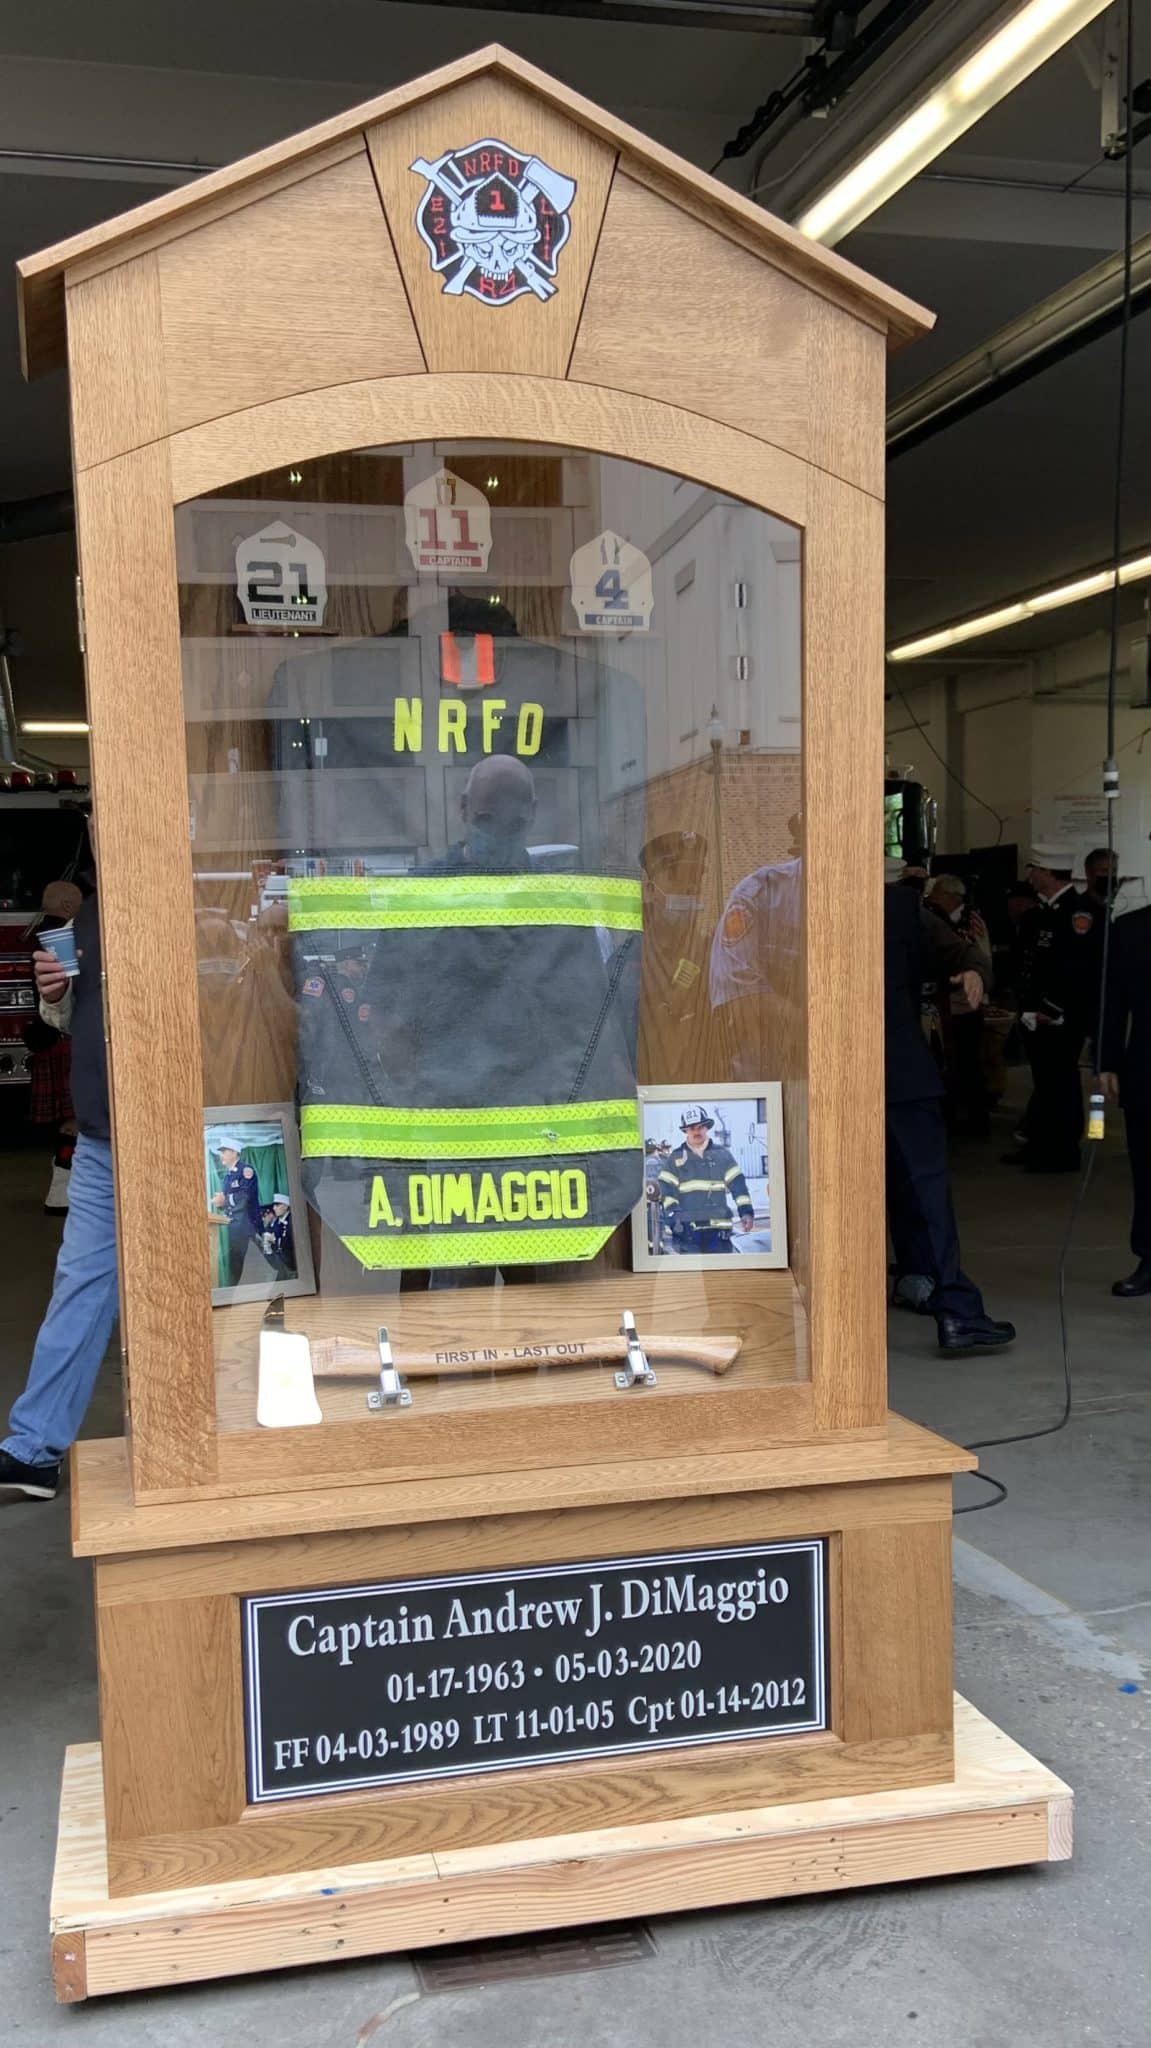 NRFD
1
E21
L11
R4
11
CAPTAIN
21
LIEUTENANT
4
CAPTAIN
NRFD
A. DIMAGGIO
21
FIRST IN - LAST OUT
Captain Andrew J. DiMaggio
01-17-1963 • 05-03-2020
FF 04-03-1989 LT 11-01-05 Cpt 01-14-2012